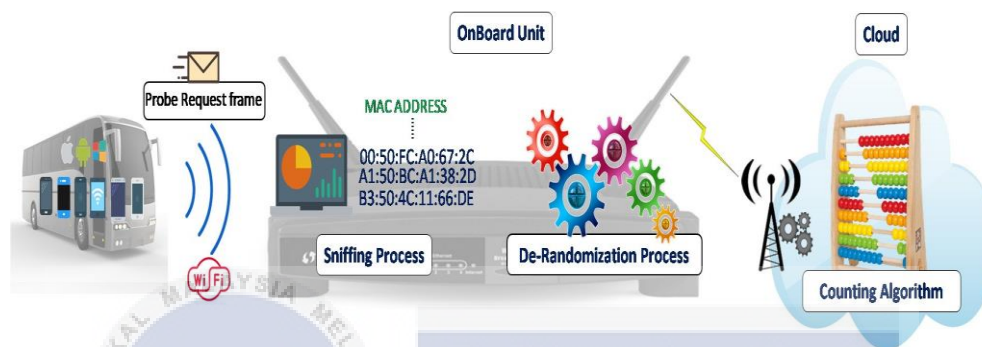 OnBoard Unit
Cloud
Probe Request frame
MAC ADDRESS
00:50:FC:A0:67:2C
A1:50:BC:A1:38:2D
B3:50:4C:11:66:DE
Sniffing Process
De-Randomization Process
Counting Algorithm
Wi Fi
MALAYSIA